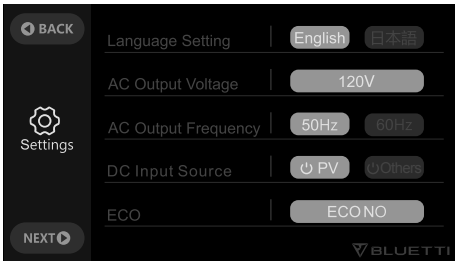 BACK
Language Setting English 日本語
AC Output Voltage 120V
AC Output Frequency 50Hz 60Hz
Settings
DC Input Source PV Others
ECO ECO NO
NEXT
BLUETTI